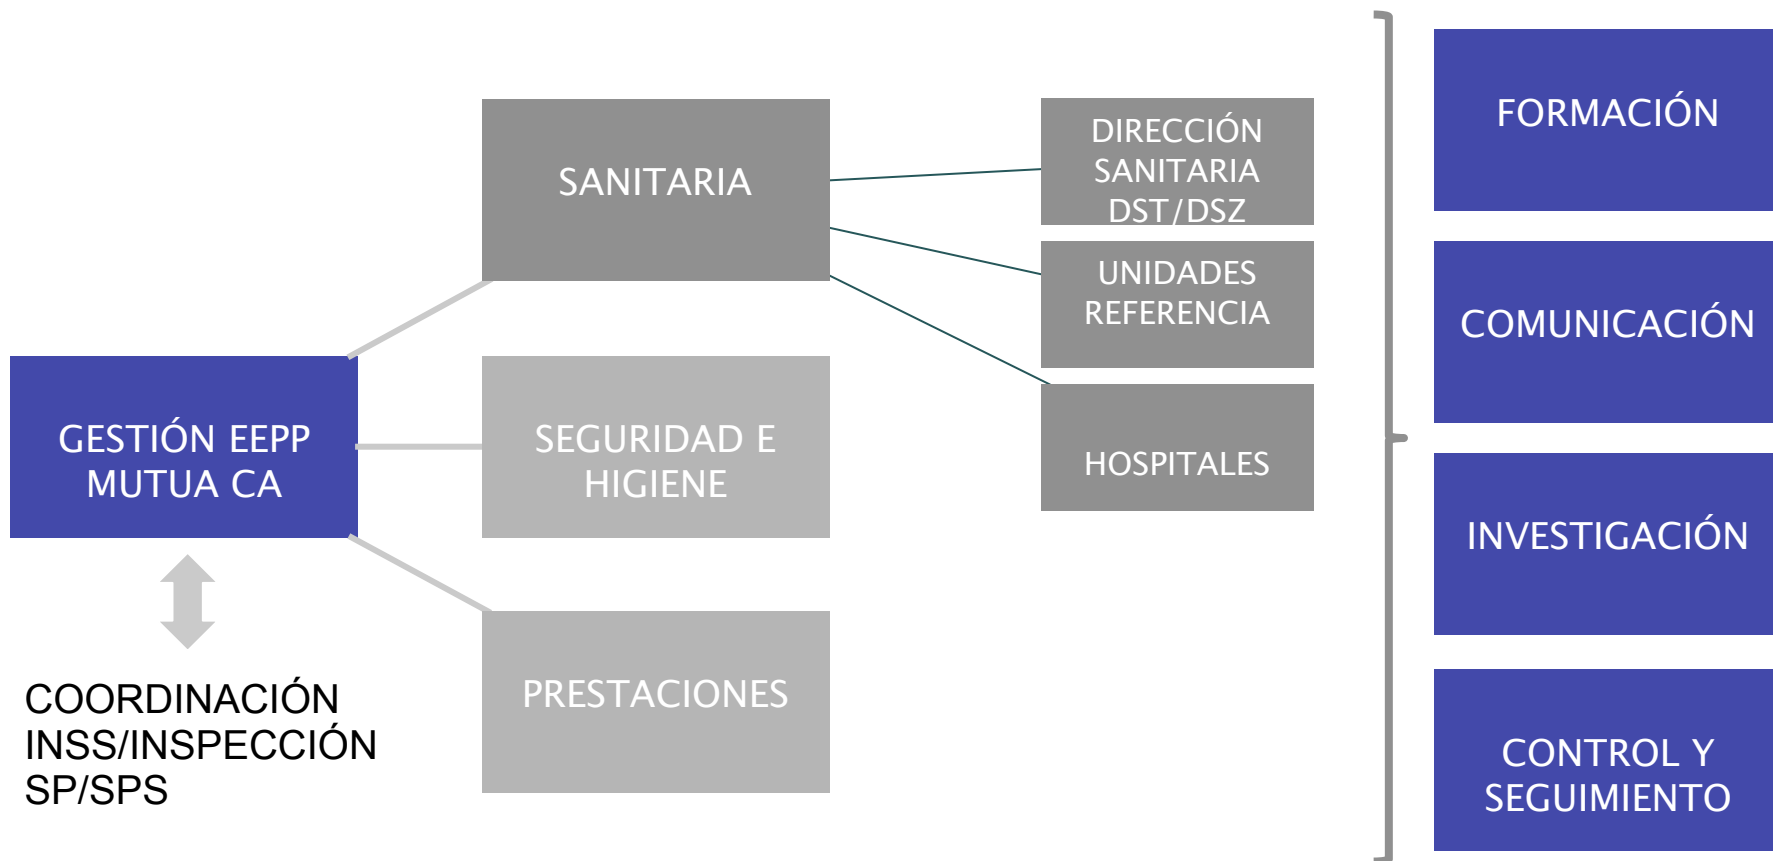 GESTIÓN EEPP
MUTUA CA
COORDINACIÓN
INSS/INSPECCIÓN
SP/SPS
SANITARIA
SEGURIDAD E
HIGIENE
PRESTACIONES
DIRECCIÓN
SANITARIA
DST/DSZ
UNIDADES
REFERENCIA
HOSPITALES
FORMACIÓN
COMUNICACIÓN
INVESTIGACIÓN
CONTROL Y
SEGUIMIENTO